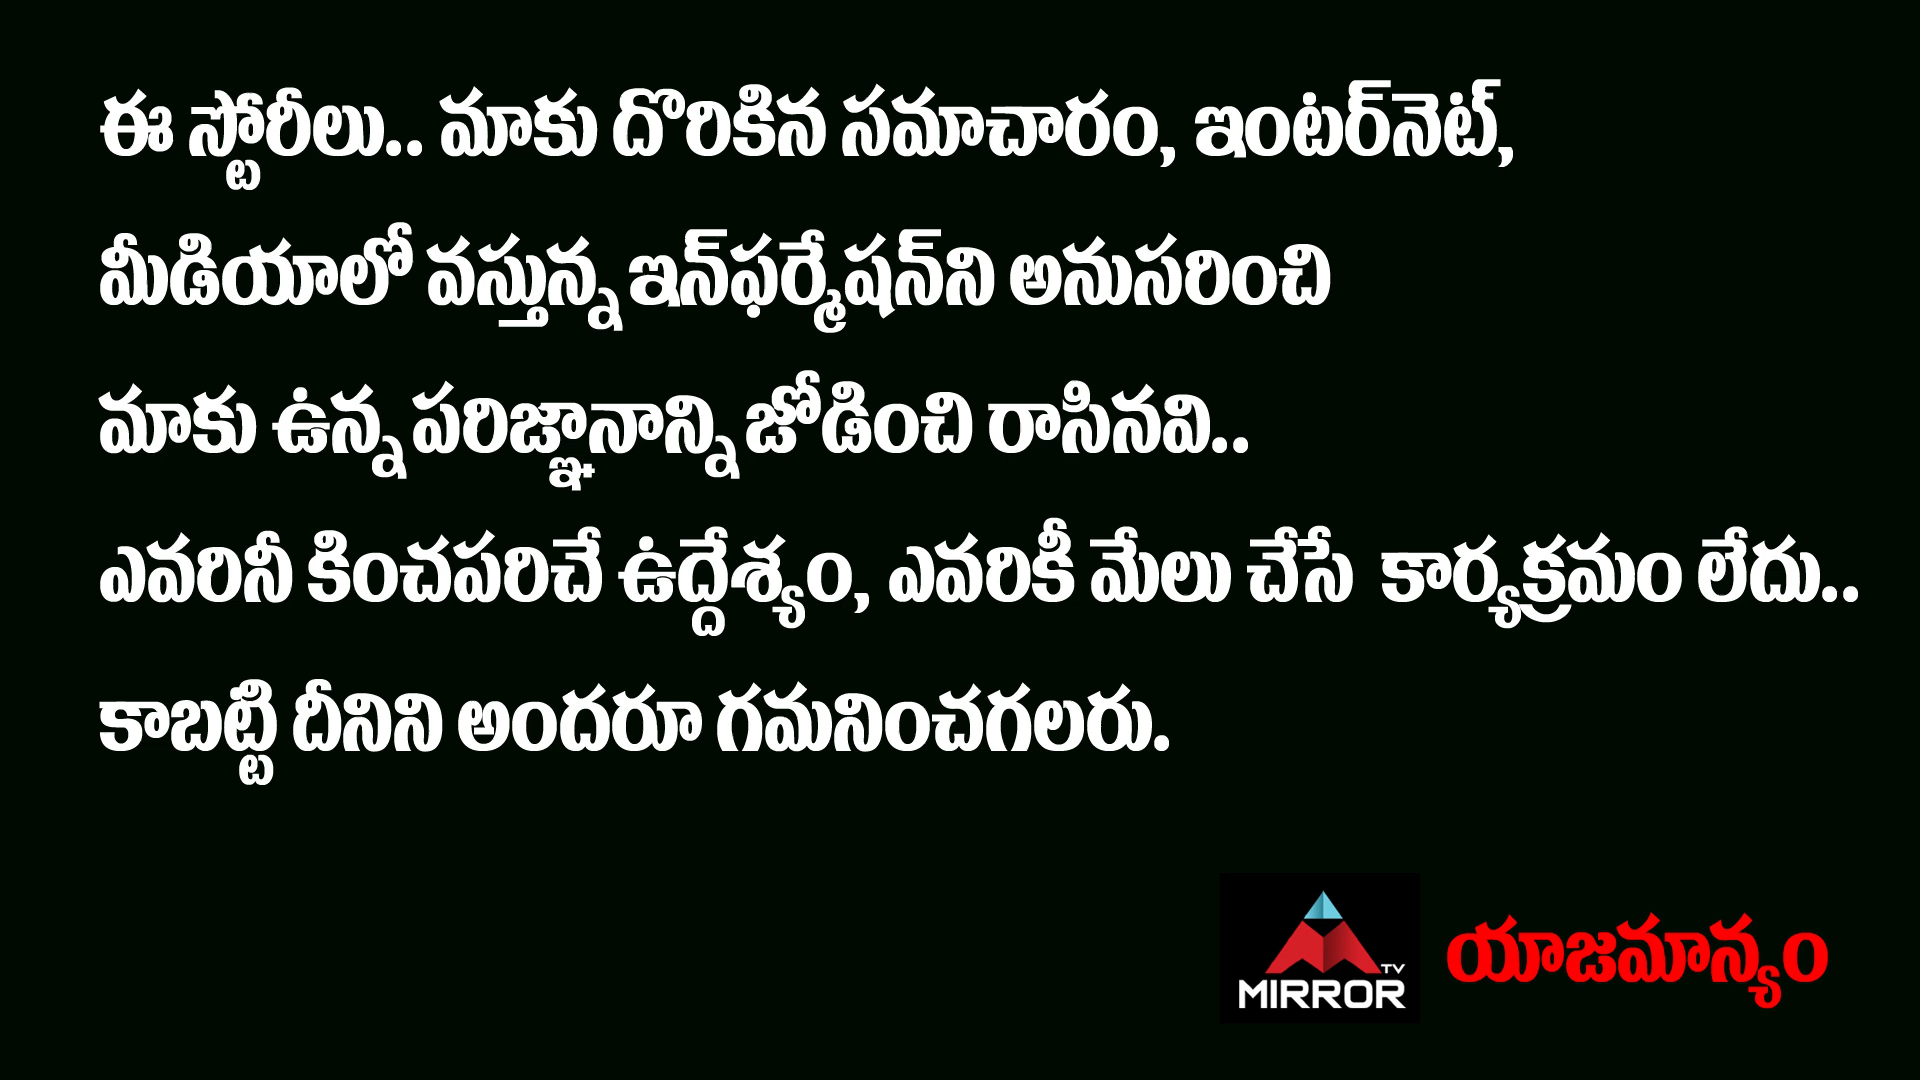 ఈ స్టోరీలు.. మాకు దొరికిన సమాచారం, ఇంటర్‌నెట్,
మీడియాలో వస్తున్న ఇన్‌ఫర్మేషన్‌ని అనుసరించి
మాకు ఉన్న పరిజ్ఞానాన్ని జోడించి రాసినవి..
ఎవరినీ కించపరిచే ఉద్దేశ్యం, ఎవరికీ మేలు చేసే కార్యక్రమం లేదు..
కాబట్టి దీనిని అందరూ గమనించగలరు.
TV
MIRROR
యాజమాన్యం